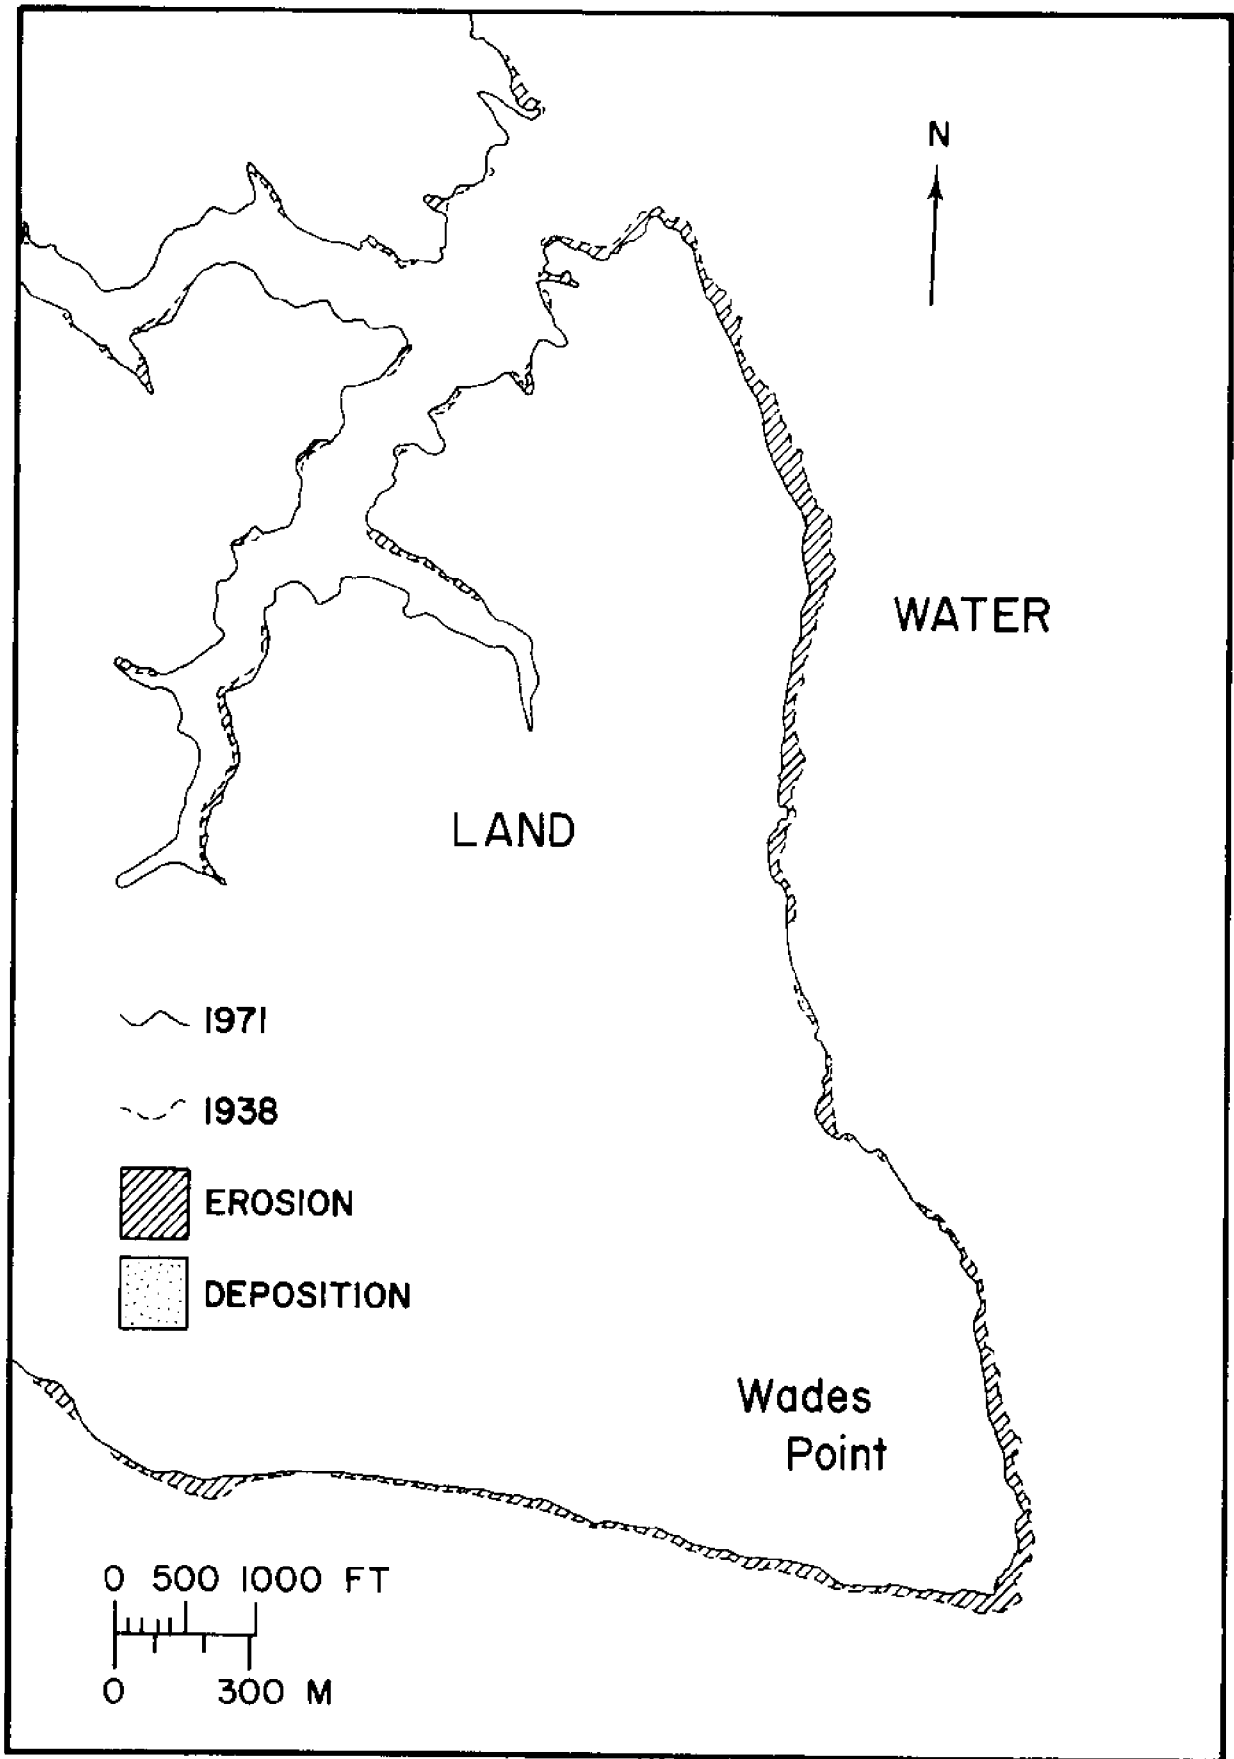 N
WATER
LAND
1971
1938
EROSION
DEPOSITION
Wades
Point
0 500 1000 FT
0 300 M